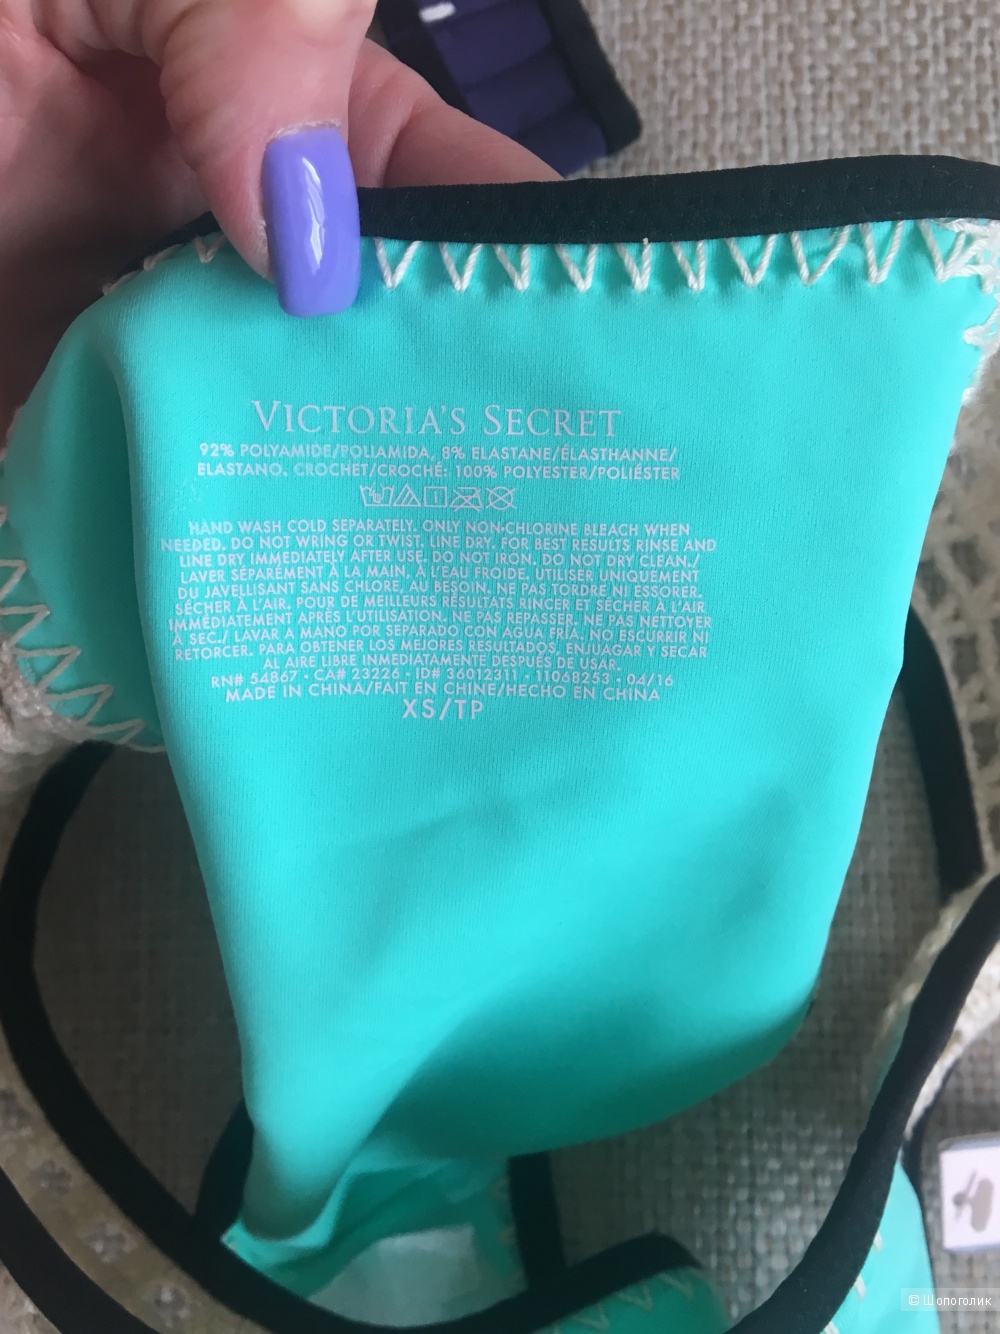 VICTORIA'S SECRET
92% POLYAMIDE/POLIAMIDA, 8% ELASTANE/ÉLASTHANNE/
ELASTANO. CROCHET/CROCHÉ: 100% POLYESTER/POLIÉSTER
HAND WASH COLD SEPARATELY. ONLY NON-CHLORINE BLEACH WHEN
NEEDED. DO NOT WRING OR TWIST. LINE DRY. FOR BEST RESULTS RINSE AND
LINE DRY IMMEDIATELY AFTER USE. DO NOT IRON. DO NOT DRY CLEAN./
LAVER SÉPARÉMENT À LA MAIN, À L'EAU FROIDE. UTILISER UNIQUEMENT
DU JAVELLISANT SANS CHLORE, AU BESOIN. NE PAS TORDRE NI ESSORER.
SÉCHER À L'AIR. POUR DE MEILLEURS RÉSULTATS RINCER ET SÉCHER À L'AIR
IMMÉDIATEMENT APRÈS L'UTILISATION. NE PAS REPASSER. NE PAS NETTOYER
À SEC./ LAVAR A MANO POR SEPARADO CON AGUA FRÍA. NO ESCURRIR NI
RETORCER. PARA OBTENER LOS MEJORES RESULTADOS, ENJUAGAR Y SECAR
AL AIRE LIBRE INMEDIATAMENTE DESPUÉS DE USAR.
RN# 54867 • CA# 23226 • ID# 36012311 • 11068253 • 04/16
MADE IN CHINA/FAIT EN CHINE/HECHO EN CHINA
XS/TP
© Шопоголик